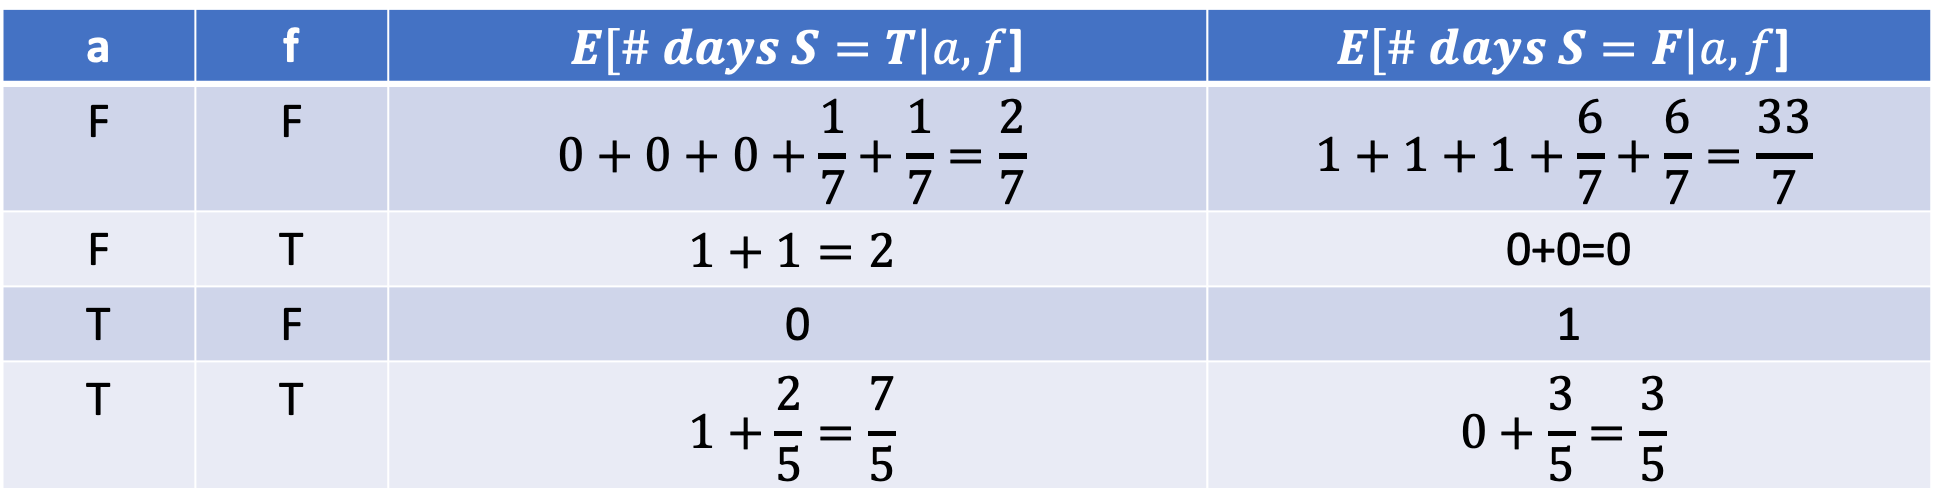 a f E[# days S = T|a, f] E[# days S = F|a, f]
F F 0 + 0 + 0 + 1/7 + 1/7 = 2/7 1 + 1 + 1 + 6/7 + 6/7 = 33/7
F T 1 + 1 = 2 0+0=0
T F 0 1
T T 1 + 2/5 = 7/5 0 + 3/5 = 3/5